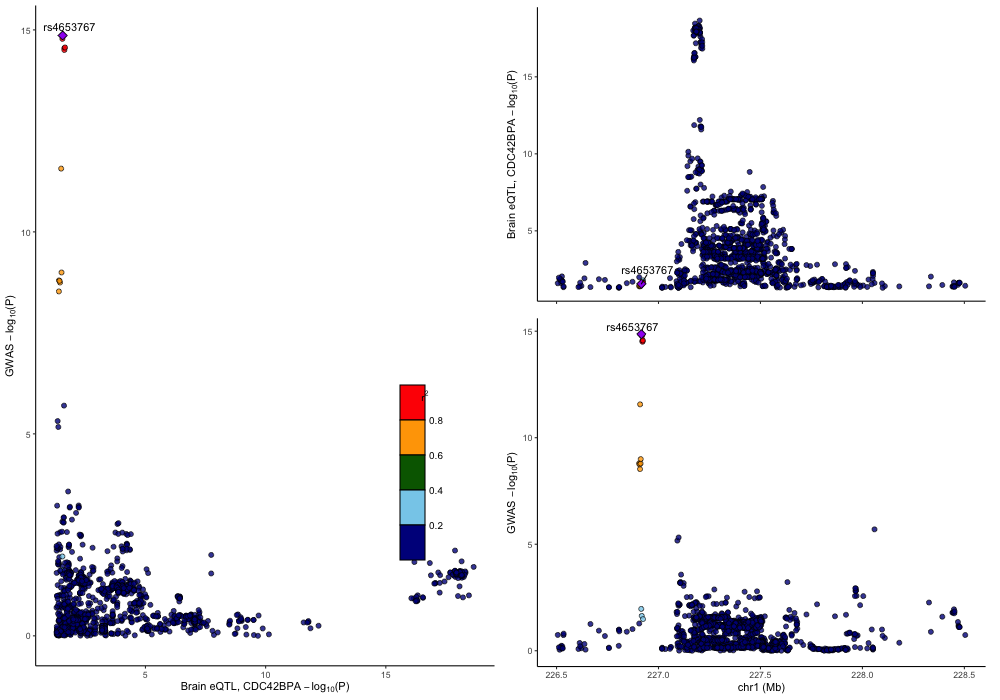 rs4653767
15
10
5
0
GWAS −log10(P)
5
10
15
Brain eQTL, CDC42BPA −log10(P)
r2
0.8
0.6
0.4
0.2
15
10
5
Brain eQTL, CDC42BPA −log10(P)
rs4653767
rs4653767
15
10
5
0
GWAS −log10(P)
226.5
227.0
227.5
228.0
228.5
chr1 (Mb)